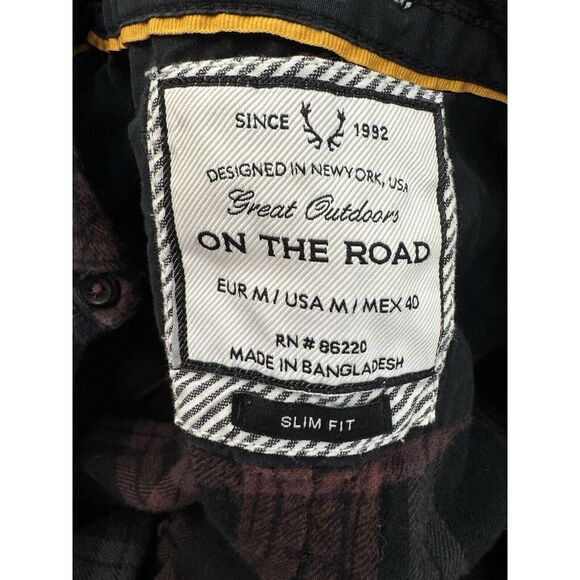 SINCE 1992
DESIGNED IN NEWYORK, USA
Great Outdoors
ON THE ROAD
EUR M / USA M / MEX 40
RN # 86220
MADE IN BANGLADESH
SLIM FIT